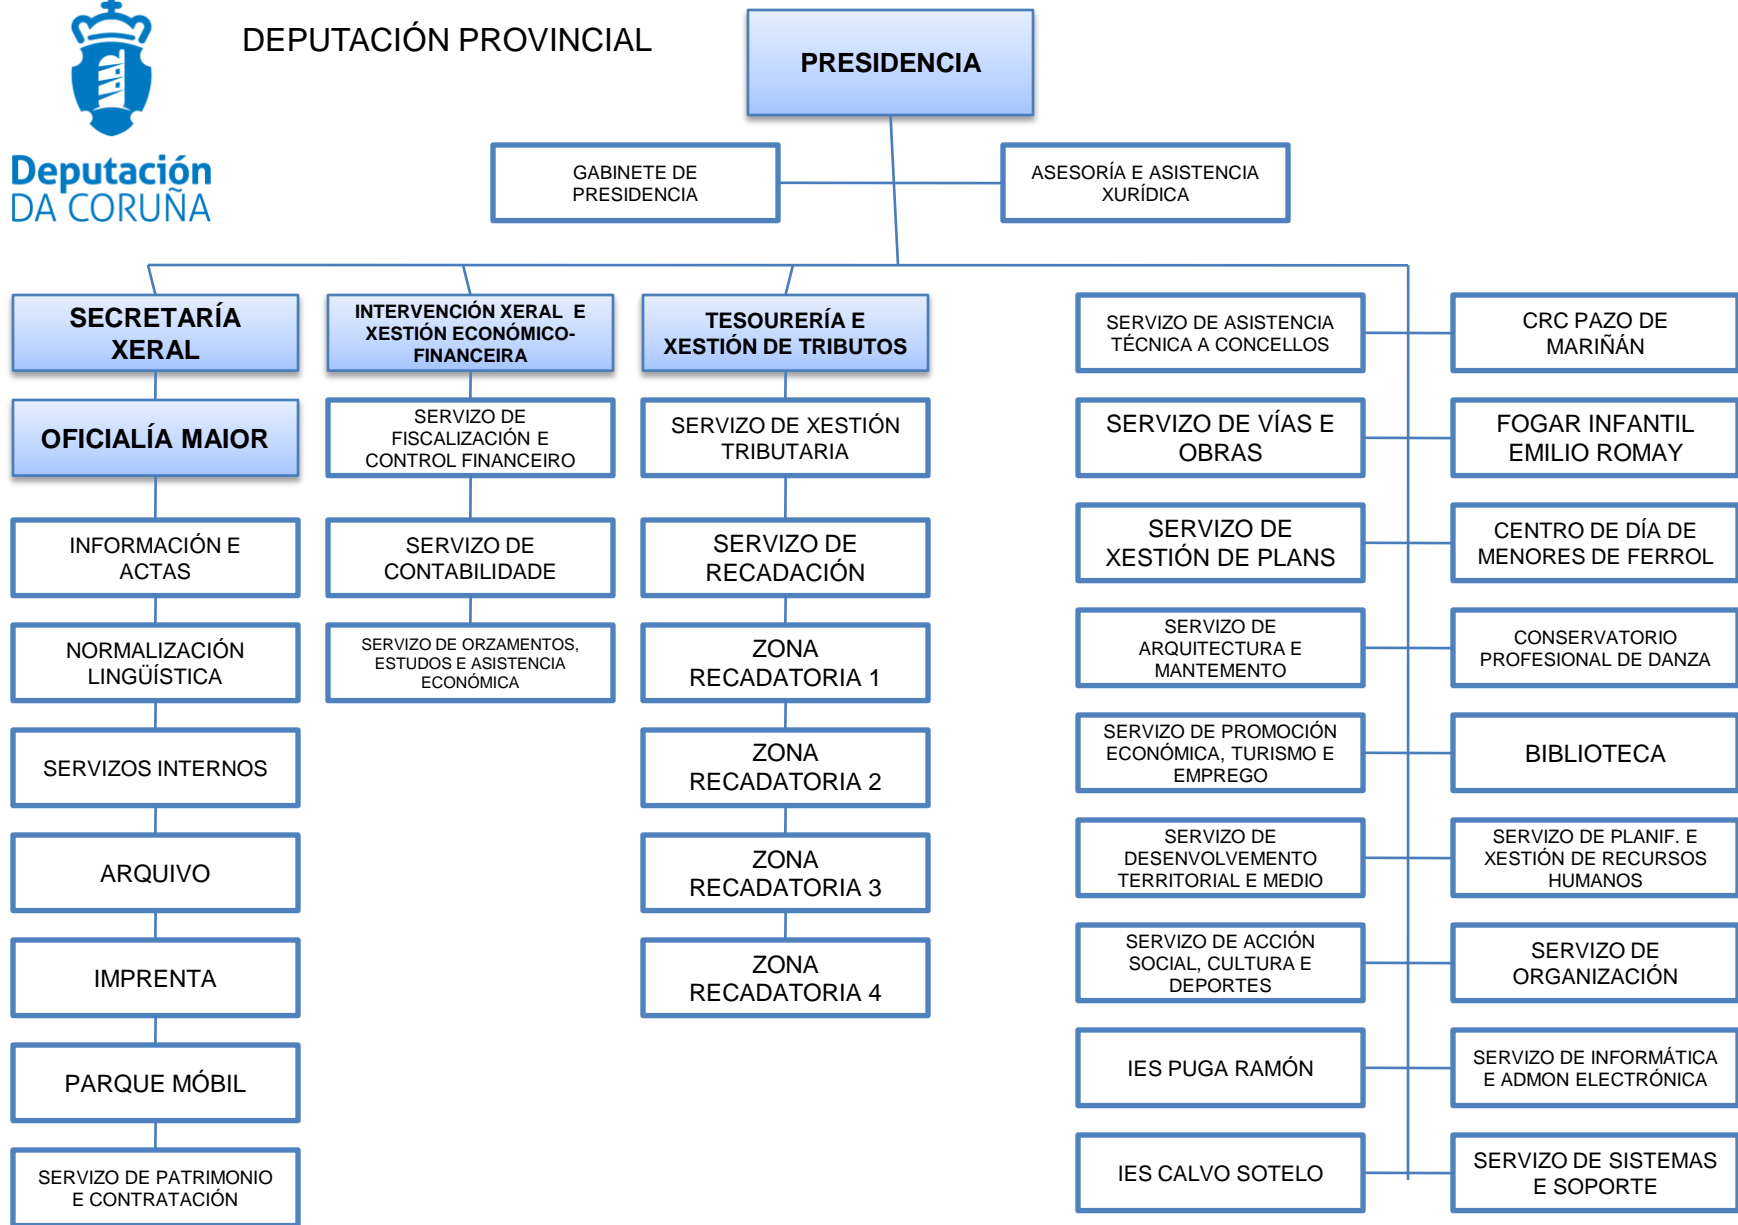 DEPUTACIÓN PROVINCIAL
PRESIDENCIA
Deputación
DA CORUÑA
GABINETE DE
PRESIDENCIA
ASESORÍA E ASISTENCIA
XURÍDICA
SECRETARÍA
XERAL
OFICIALÍA MAIOR
INFORMACIÓN E
ACTAS
NORMALIZACIÓN
LINGÜÍSTICA
SERVIZOS INTERNOS
ARQUIVO
IMPRENTA
PARQUE MÓBIL
SERVIZO DE PATRIMONIO
E CONTRATACIÓN
INTERVENCIÓN XERAL E
XESTIÓN ECONÓMICO-
FINANCEIRA
SERVIZO DE
FISCALIZACIÓN E
CONTROL FINANCEIRO
SERVIZO DE
CONTABILIDADE
SERVIZO DE ORZAMENTOS,
ESTUDOS E ASISTENCIA
ECONÓMICA
TESOURERÍA E
XESTIÓN DE TRIBUTOS
SERVIZO DE XESTIÓN
TRIBUTARIA
SERVIZO DE
RECADACIÓN
ZONA
RECADATORIA 1
ZONA
RECADATORIA 2
ZONA
RECADATORIA 3
ZONA
RECADATORIA 4
SERVIZO DE ASISTENCIA
TÉCNICA A CONCELLOS
SERVIZO DE VÍAS E
OBRAS
SERVIZO DE
XESTIÓN DE PLANS
SERVIZO DE
ARQUITECTURA E
MANTEMENTO
SERVIZO DE PROMOCIÓN
ECONÓMICA, TURISMO E
EMPREGO
SERVIZO DE
DESENVOLVEMENTO
TERRITORIAL E MEDIO
SERVIZO DE ACCIÓN
SOCIAL, CULTURA E
DEPORTES
IES PUGA RAMÓN
IES CALVO SOTELO
CRC PAZO DE
MARIÑÁN
FOGAR INFANTIL
EMILIO ROMAY
CENTRO DE DÍA DE
MENORES DE FERROL
CONSERVATORIO
PROFESIONAL DE DANZA
BIBLIOTECA
SERVIZO DE PLANIF. E
XESTIÓN DE RECURSOS
HUMANOS
SERVIZO DE
ORGANIZACIÓN
SERVIZO DE INFORMÁTICA
E ADMON ELECTRÓNICA
SERVIZO DE SISTEMAS
E SOPORTE